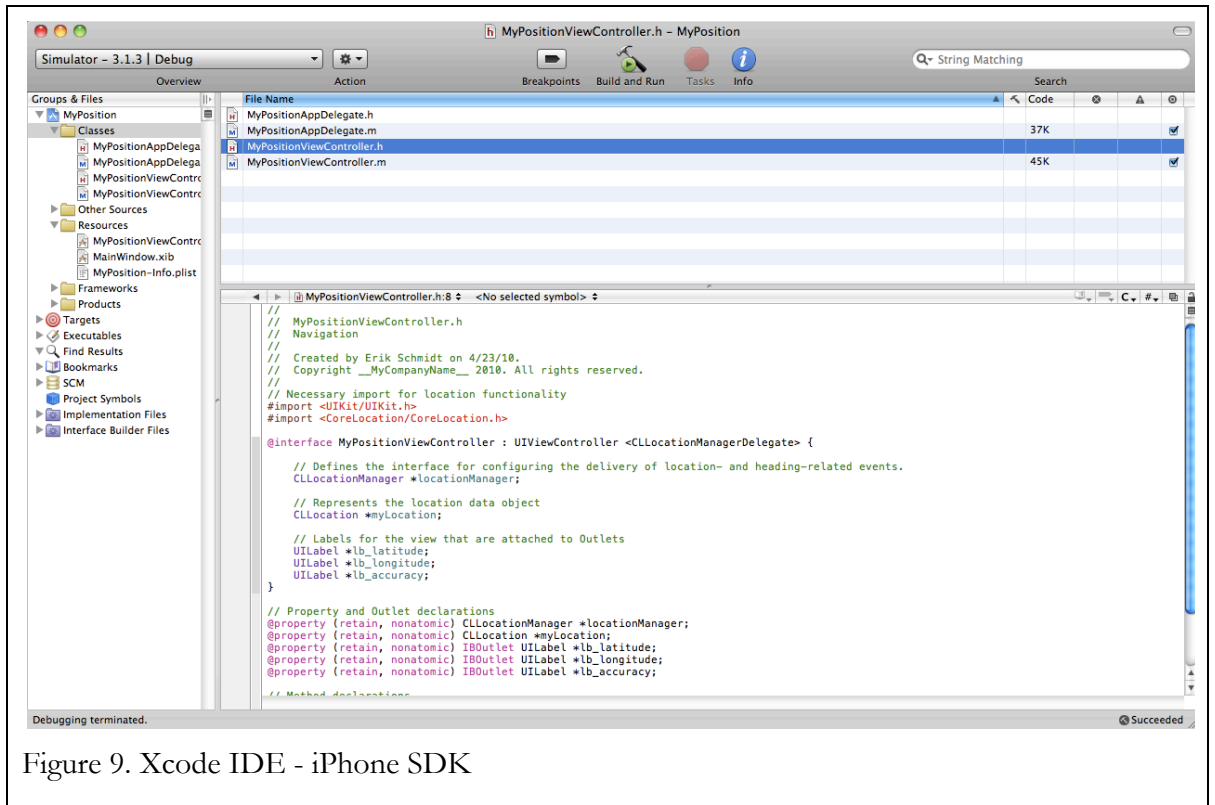 MyPositionViewController.h – MyPosition
Simulator – 3.1.3 | Debug
String Matching
Overview Action Breakpoints Build and Run Tasks Info Search
Groups & Files
MyPosition
Classes
MyPositionAppDelega
MyPositionAppDelega
MyPositionViewContro
MyPositionViewContro
Other Sources
Resources
MyPositionViewContro
MainWindow.xib
MyPosition-Info.plist
Frameworks
Products
Targets
Executables
Find Results
Bookmarks
SCM
Project Symbols
Implementation Files
Interface Builder Files
File Name Code
MyPositionAppDelegate.h
MyPositionAppDelegate.m 37K
MyPositionViewController.h
MyPositionViewController.m 45K
MyPositionViewController.h:8 <No selected symbol> C #
//
// MyPositionViewController.h
// Navigation
//
// Created by Erik Schmidt on 4/23/10.
// Copyright __MyCompanyName__ 2010. All rights reserved.
//
// Necessary import for location functionality
#import <UIKit/UIKit.h>
#import <CoreLocation/CoreLocation.h>
@interface MyPositionViewController : UIViewController <CLLocationManagerDelegate> {
// Defines the interface for configuring the delivery of location- and heading-related events.
CLLocationManager *locationManager;
// Represents the location data object
CLLocation *myLocation;
// Labels for the view that are attached to Outlets
UILabel *lb_latitude;
UILabel *lb_longitude;
UILabel *lb_accuracy;
}
// Property and Outlet declarations
@property (retain, nonatomic) CLLocationManager *locationManager;
@property (retain, nonatomic) CLLocation *myLocation;
@property (retain, nonatomic) IBOutlet UILabel *lb_latitude;
@property (retain, nonatomic) IBOutlet UILabel *lb_longitude;
@property (retain, nonatomic) IBOutlet UILabel *lb_accuracy;
// Method declarations
Debugging terminated. Succeeded
Figure 9. Xcode IDE - iPhone SDK